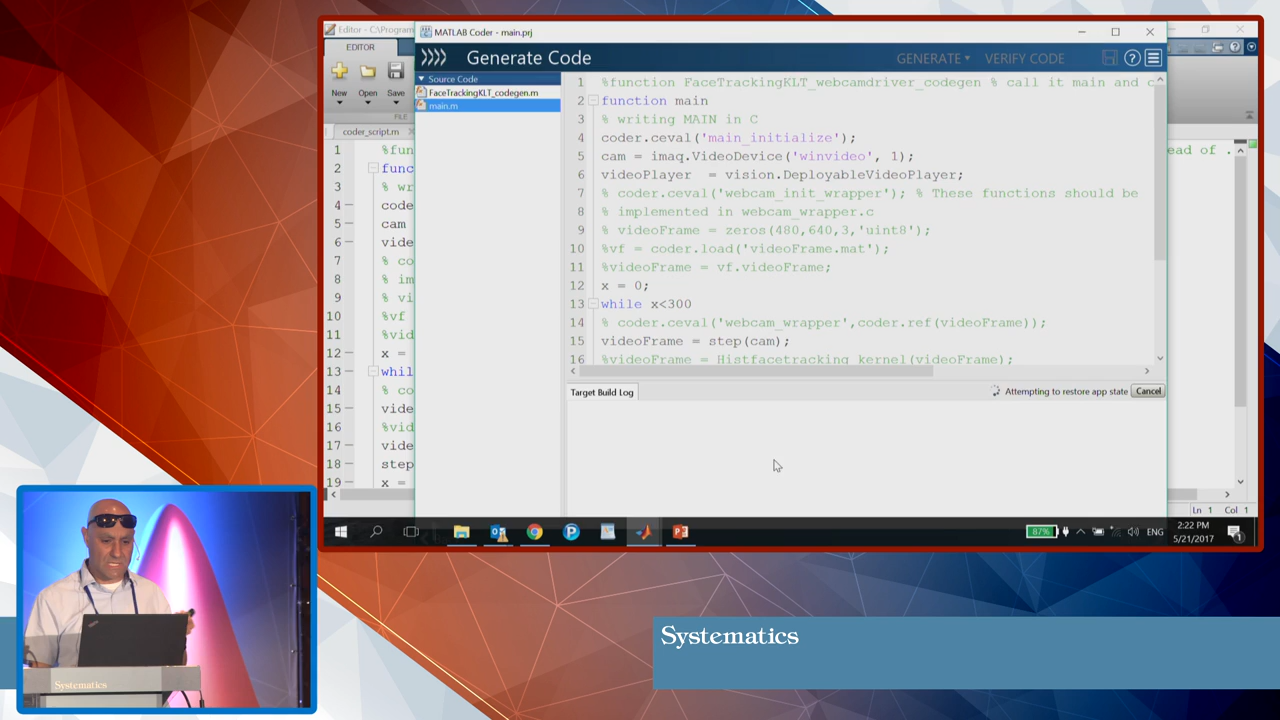 Editor - C:\Program
MATLAB Coder - main.prj
EDITOR
Generate Code
GENERATE
VERIFY CODE
New
Open
Save
FILE
coder_script.m
Source Code
FaceTrackingKLT_codegen.m
main.m
1 %function FaceTrackingKLT_webcamdriver_codegen % call it main and c
2 function main
3 % writing MAIN in C
4 coder.ceval('main_initialize');
5 cam = imaq.VideoDevice('winvideo', 1);
6 videoPlayer = vision.DeployableVideoPlayer;
7 % coder.ceval('webcam_init_wrapper'); % These functions should be
8 % implemented in webcam_wrapper.c
9 % videoFrame = zeros(480,640,3,'uint8');
10 %vf = coder.load('videoFrame.mat');
11 %videoFrame = vf.videoFrame;
12 x = 0;
13 while x<300
14 % coder.ceval('webcam_wrapper',coder.ref(videoFrame));
15 videoFrame = step(cam);
16 %videoFrame = Histfacetracking_kernel(videoFrame);
1 %fun
2 func
3 % wr
4 code
5 cam
6 vide
7 % co
8 % im
9 % vi
10 %vf
11 %vid
12 x =
13 whil
14 % co
15 vide
16 %vid
17 vide
18 step
19 x =
ead of .
Target Build Log
Attempting to restore app state
Cancel
Ln 1 Col 1
87%
ENG
2:22 PM
5/21/2017
1
Systematics
Systematics